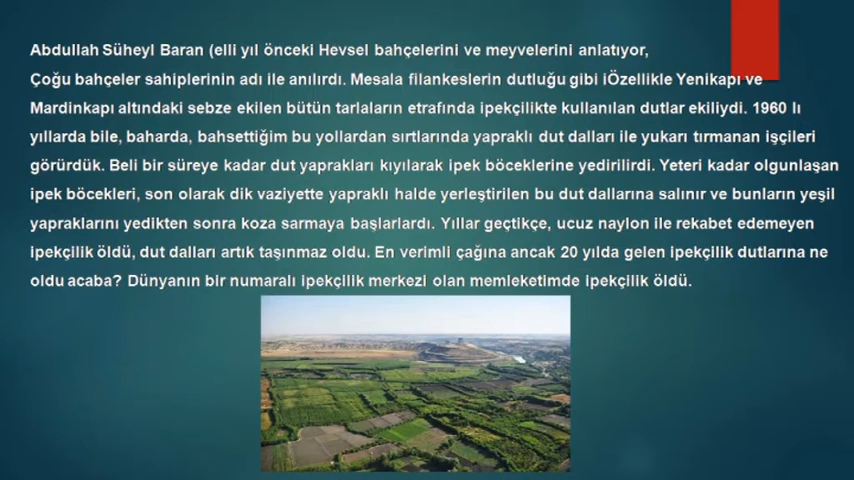 Abdullah Süheyl Baran (elli yıl önceki Hevsel bahçelerini ve meyvelerini anlatıyor,
Çoğu bahçeler sahiplerinin adı ile anılırdı. Mesala filankeslerin dutluğu gibi iÖzellikle Yenikapı ve
Mardinkapı altındaki sebze ekilen bütün tarlaların etrafında ipekçilikte kullanılan dutlar ekiliydi. 1960 lı
yıllarda bile, baharda, bahsettiğim bu yollardan sırtlarında yapraklı dut dalları ile yukarı tırmanan işçileri
görürdük. Beli bir süreye kadar dut yaprakları kıyılarak ipek böceklerine yedirilirdi. Yeteri kadar olgunlaşan
ipek böcekleri, son olarak dik vaziyette yapraklı halde yerleştirilen bu dut dallarına salınır ve bunların yeşil
yapraklarını yedikten sonra koza sarmaya başlarlardı. Yıllar geçtikçe, ucuz naylon ile rekabet edemeyen
ipekçilik öldü, dut dalları artık taşınmaz oldu. En verimli çağına ancak 20 yılda gelen ipekçilik dutlarına ne
oldu acaba? Dünyanın bir numaralı ipekçilik merkezi olan memleketimde ipekçilik öldü.